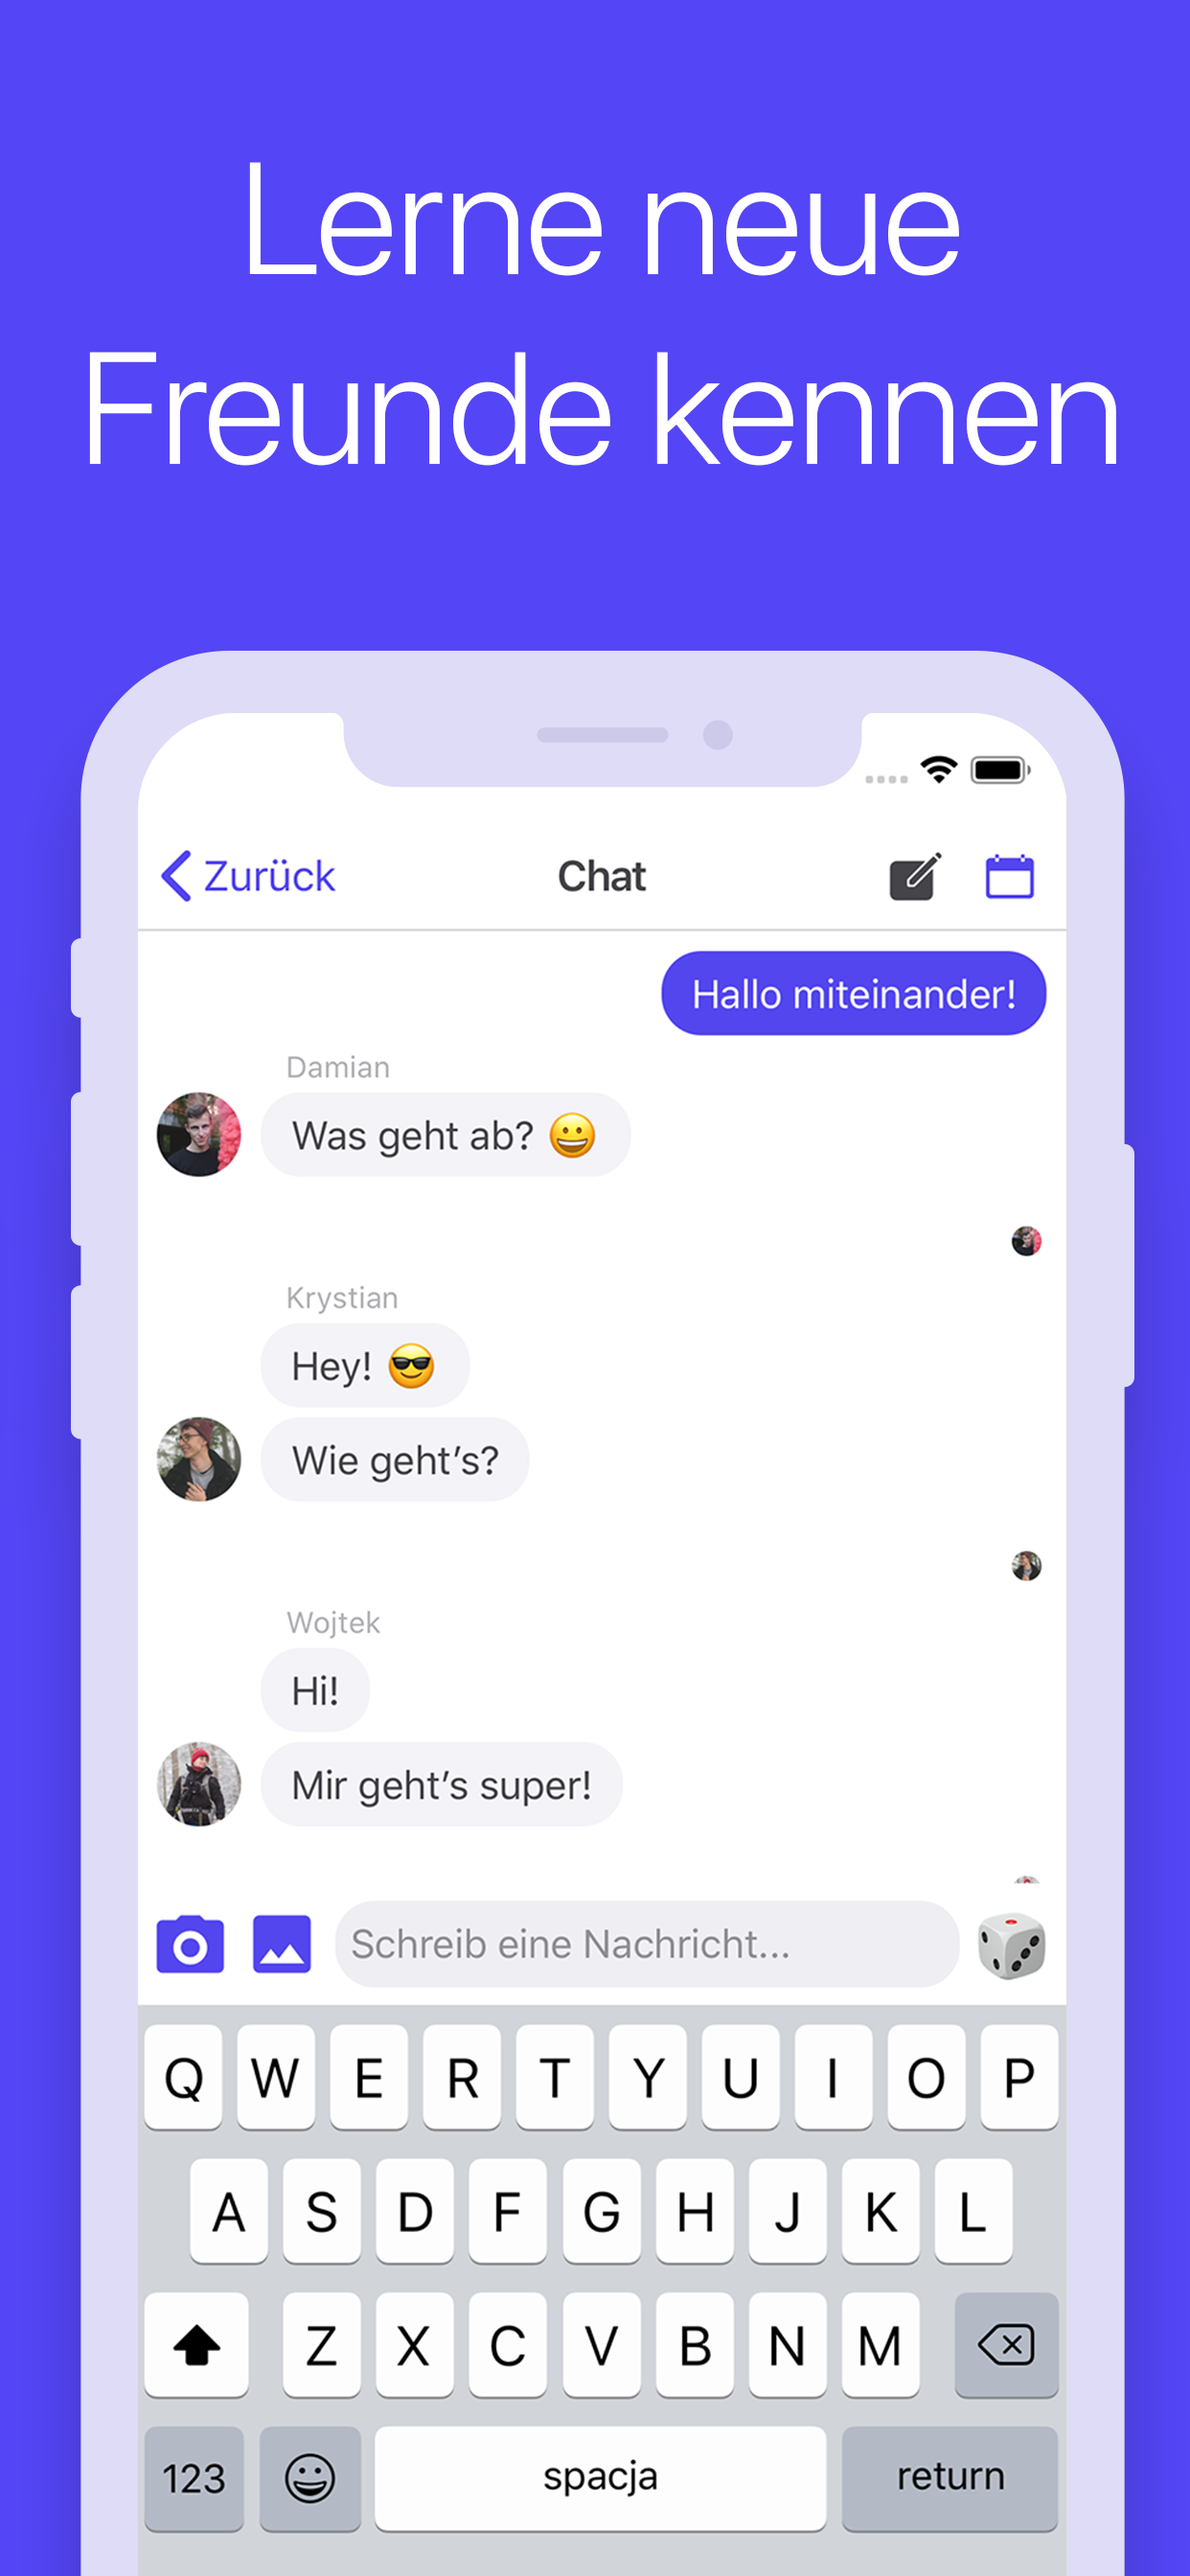 Lerne neue
Freunde kennen
Zurück Chat
Hallo miteinander!
Damian
Was geht ab? 😀
Krystian
Hey! 😎
Wie geht’s?
Wojtek
Hi!
Mir geht’s super!
Schreib eine Nachricht...
Q W E R T Y U I O P
A S D F G H J K L
Z X C V B N M
123 spacja return